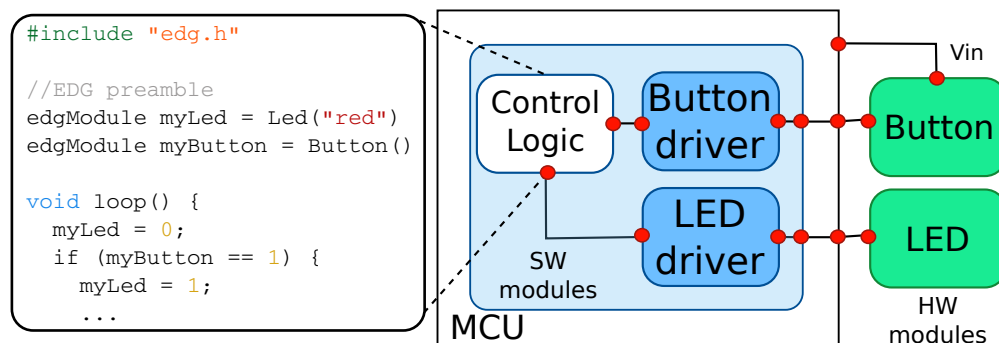 #include "edg.h"
//EDG preamble
edgModule myLed = Led("red")
edgModule myButton = Button()
void loop() {
myLed = 0;
if (myButton == 1) {
myLed = 1;
...
Control
Logic
Button
driver
LED
driver
SW
modules
MCU
Vin
Button
LED
HW
modules